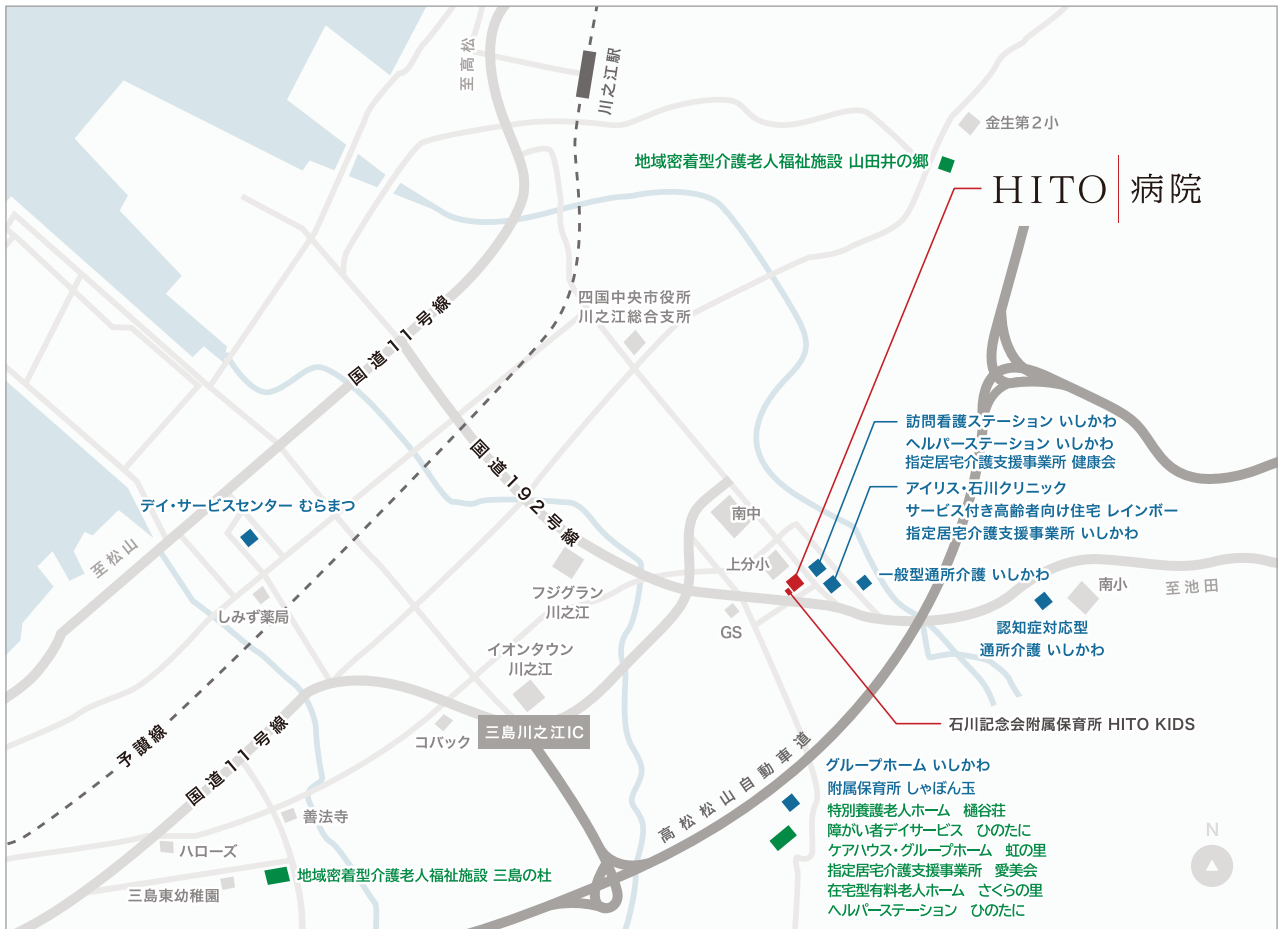 至高松
川之江駅
金生第2小
地域密着型介護老人福祉施設 山田井の郷
HITO 病院
四国中央市役所
川之江総合支所
国道11号線
訪問看護ステーション いしかわ
ヘルパーステーション いしかわ
指定居宅介護支援事業所 健康会
アイリス・石川クリニック
サービス付き高齢者向け住宅 レインボー
指定居宅介護支援事業所 いしかわ
国道192号線
デイ・サービスセンター むらまつ
南中
上分小
至松山
一般型通所介護 いしかわ
南小
至池田
フジグラン
川之江
しみず薬局
GS
認知症対応型
通所介護 いしかわ
イオンタウン
川之江
石川記念会附属保育所 HITO KIDS
三島川之江IC
コバック
予讃線
国道11号線
高松松山自動車道
グループホーム いしかわ
附属保育所 しゃぼん玉
特別養護老人ホーム 樋谷荘
障がい者デイサービス ひのたに
ケアハウス・グループホーム 虹の里
指定居宅介護支援事業所 愛美会
在宅型有料老人ホーム さくらの里
ヘルパーステーション ひのたに
善法寺
ハローズ
地域密着型介護老人福祉施設 三島の杜
三島東幼稚園
N